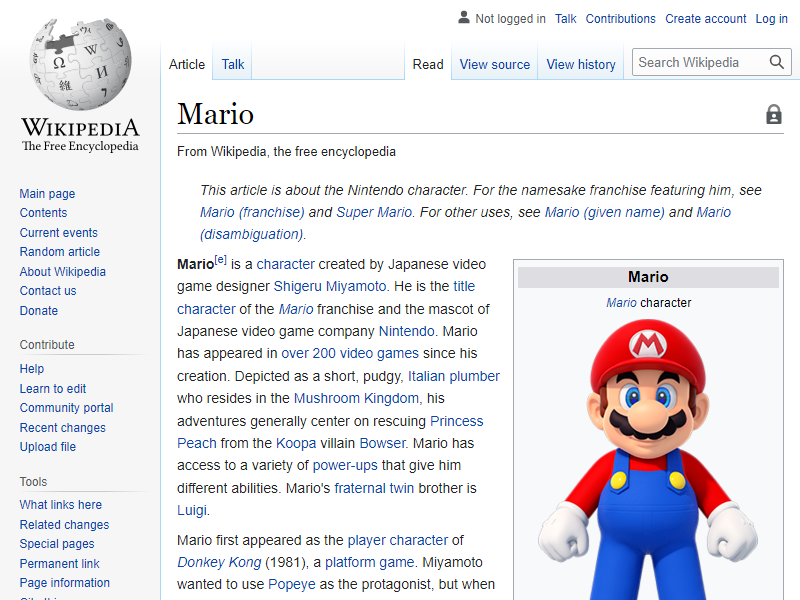 Not logged in Talk Contributions Create account Log in
Article Talk Read View source View history Search Wikipedia
Ω W И 維
WIKIPEDIA
The Free Encyclopedia
Main page
Contents
Current events
Random article
About Wikipedia
Contact us
Donate
Contribute
Help
Learn to edit
Community portal
Recent changes
Upload file
Tools
What links here
Related changes
Special pages
Permanent link
Page information
Mario
From Wikipedia, the free encyclopedia
This article is about the Nintendo character. For the namesake franchise featuring him, see
Mario (franchise) and Super Mario. For other uses, see Mario (given name) and Mario
(disambiguation).
Mario[e] is a character created by Japanese video
game designer Shigeru Miyamoto. He is the title
character of the Mario franchise and the mascot of
Japanese video game company Nintendo. Mario
has appeared in over 200 video games since his
creation. Depicted as a short, pudgy, Italian plumber
who resides in the Mushroom Kingdom, his
adventures generally center on rescuing Princess
Peach from the Koopa villain Bowser. Mario has
access to a variety of power-ups that give him
different abilities. Mario's fraternal twin brother is
Luigi.
Mario first appeared as the player character of
Donkey Kong (1981), a platform game. Miyamoto
wanted to use Popeye as the protagonist, but when
Mario
Mario character
M